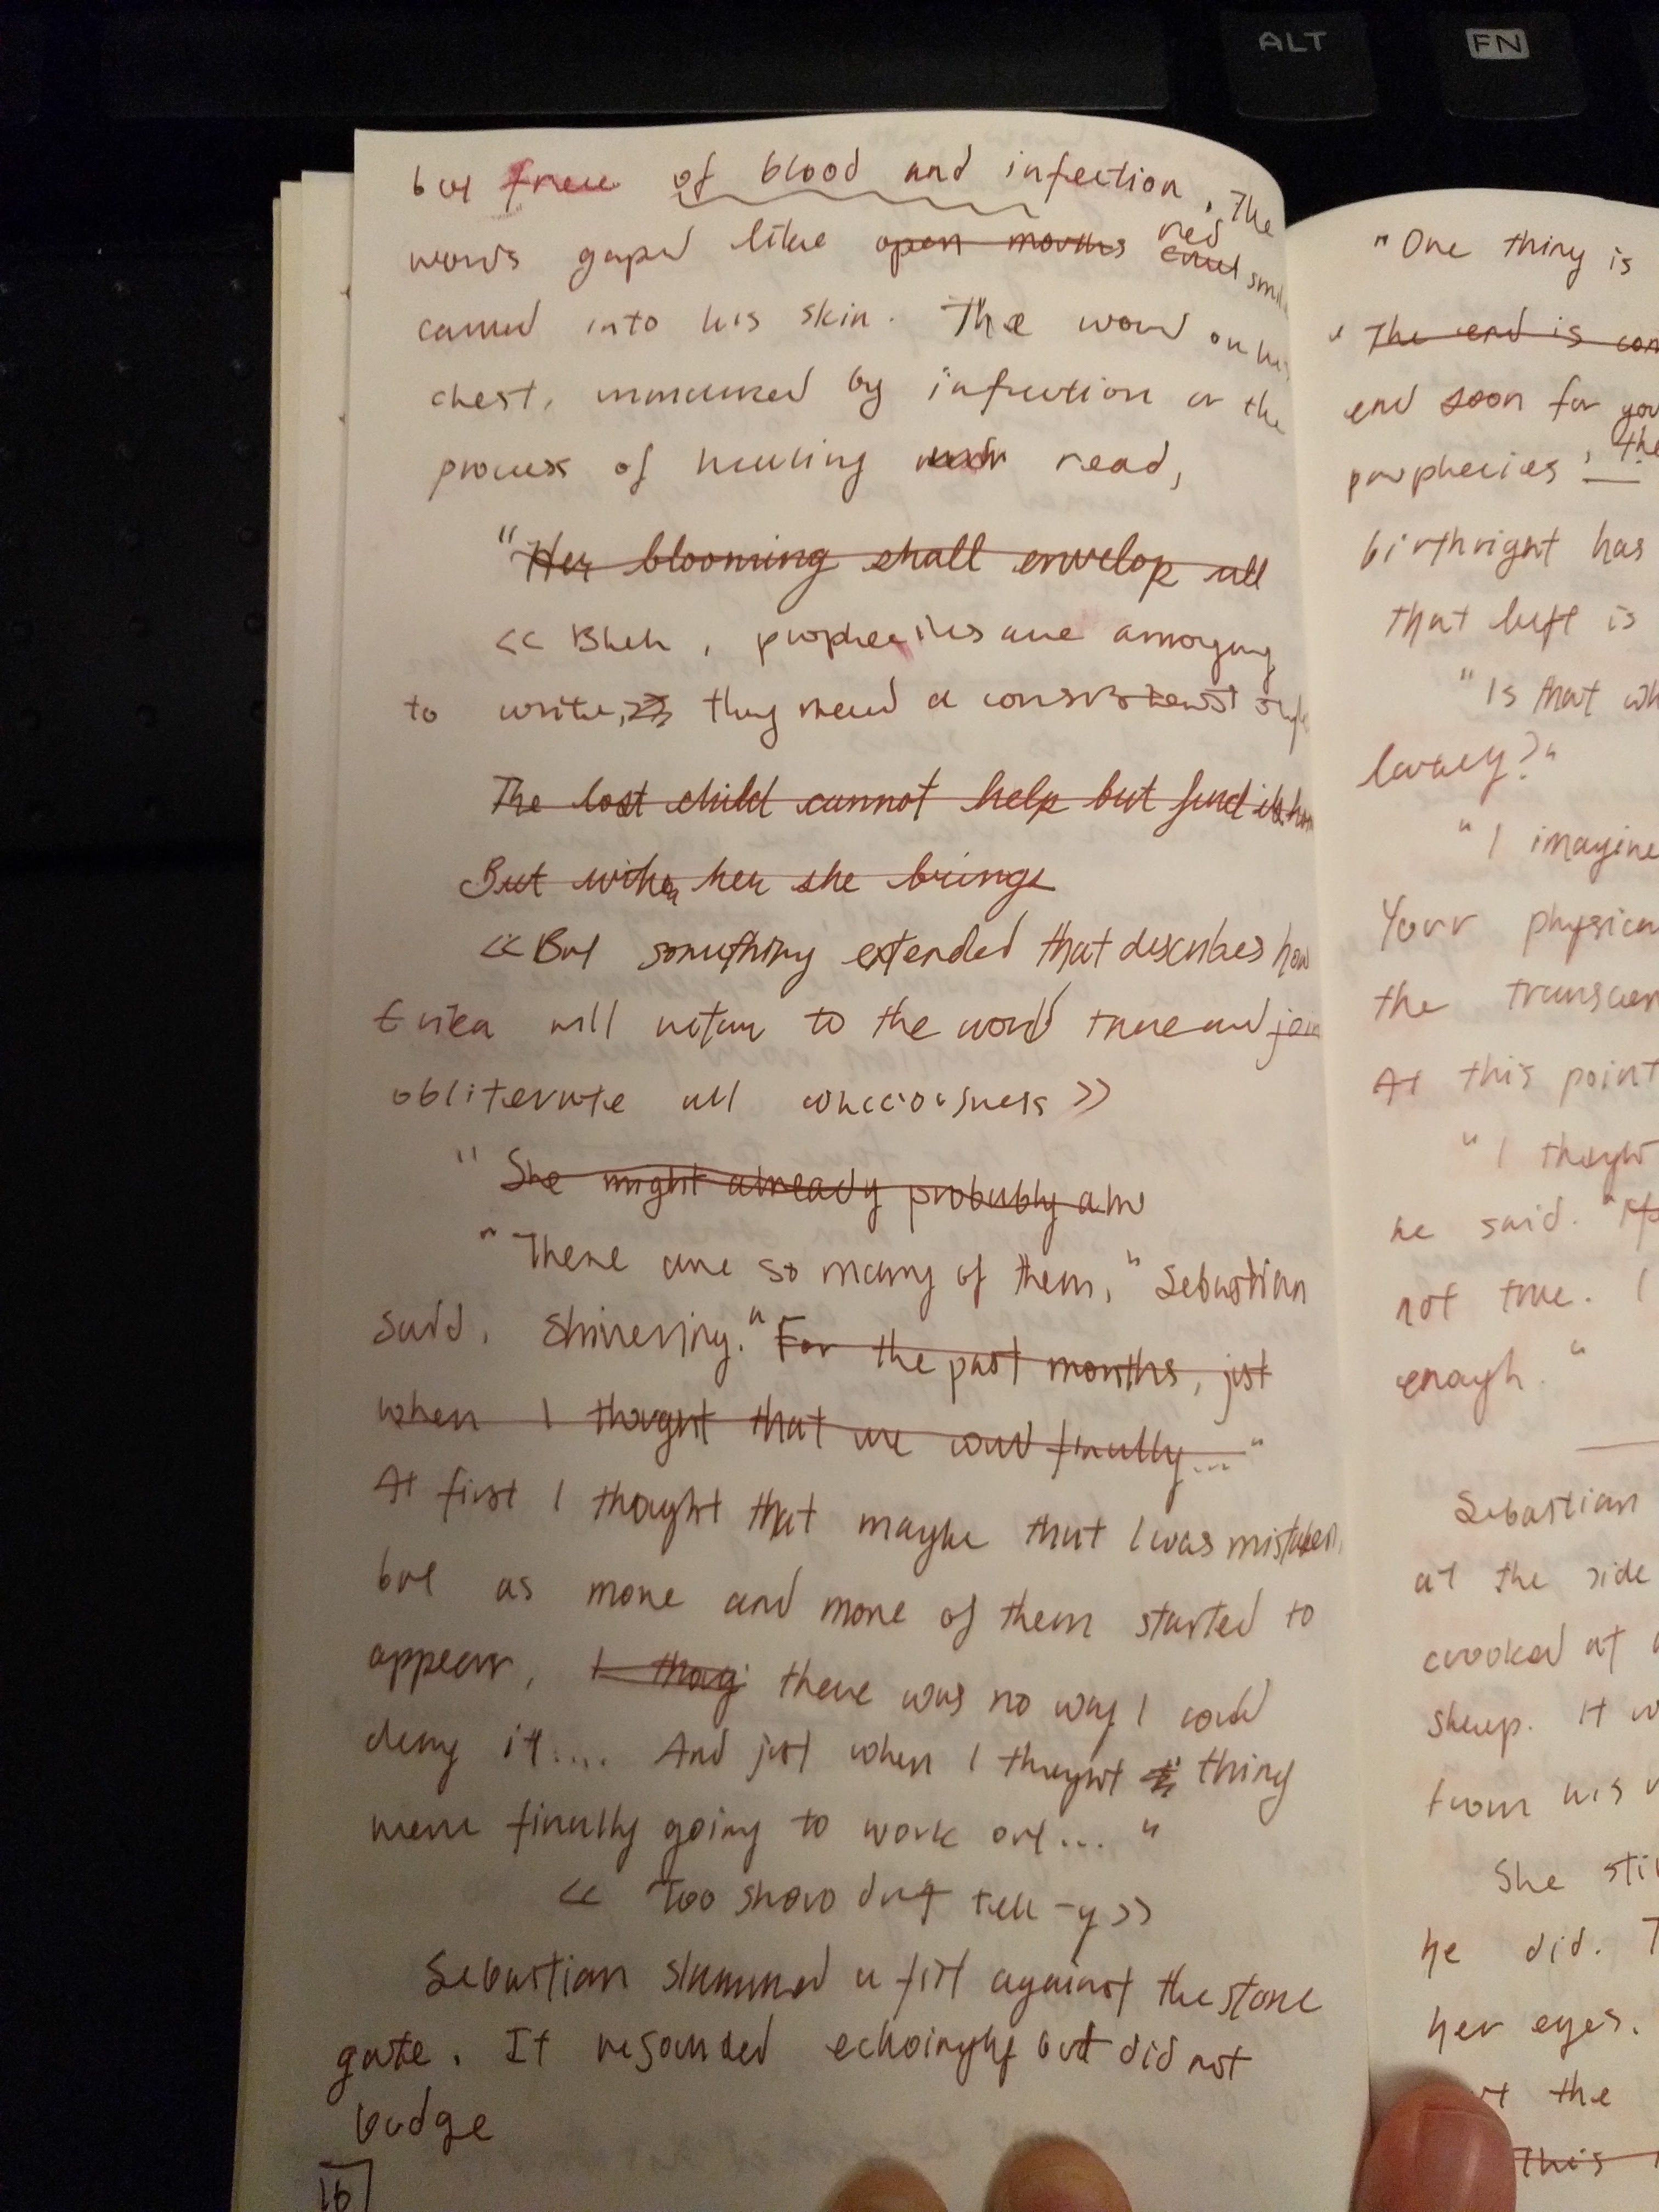 ALT
FN
but free of blood and infection. The
words gaped like open mouths red cruel smil
carved into his skin. The word on his
chest, unmarred by infection or the
process of healing read,
"Her blooming shall envelop all
<< Bleh, prophecies are annoying
to write, they need a consistent style
The lost child cannot help but find its hom
But with her she brings
<< But something extended that describes how
Erika will return to the world tree and join
obliterate all conciousness >>
" She might already probably
" There are so many of them," Sebastian
said, shivering. " For the past months, just
when I thought that we could finally... "
At first I thought that maybe that I was mistaken,
but as more and more of them started to
appear, I thoug there was no way I could
deny it.... And just when I thought thing
were finally going to work out... "
<< Too show don't tell -y >>
Sebastian slammed a fist against the stone
gate. It resounded echoingly but did not
budge
16
"One thing is
" The end is com
end soon for you
prophecies, the
birthright has
that left is
"Is that wh
lovely?"
"I imagine
Your physica
the transcen
At this point
"I thought
he said. "
not true. I
enough."
Sebastian
at the side
crooked at a
sheep. It w
from his
She sti
he did. T
her eyes.
the
This